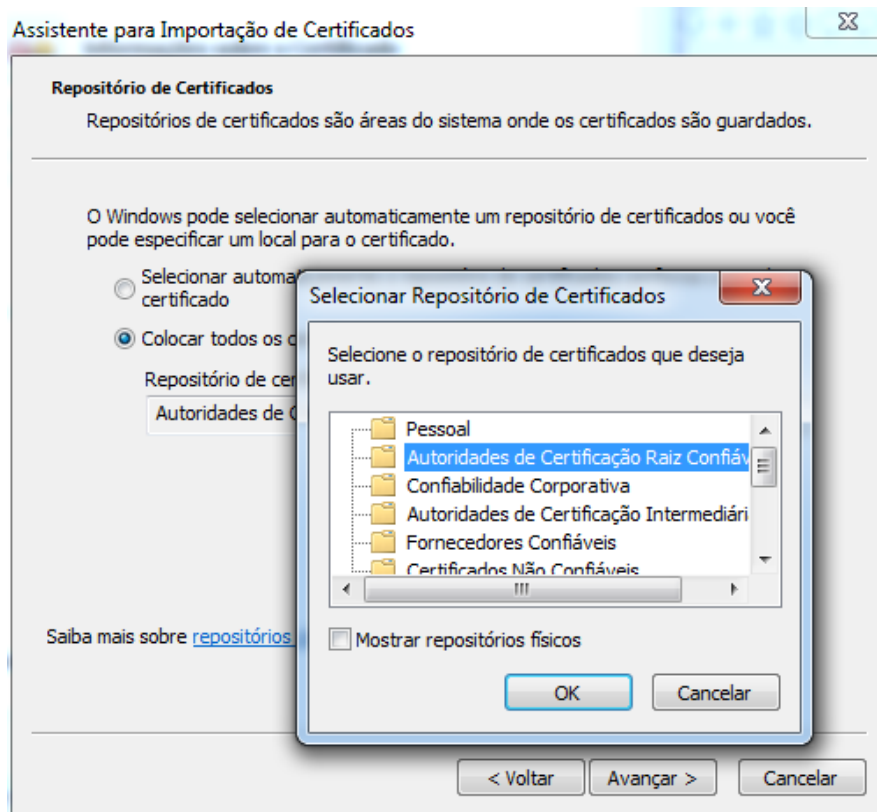 Assistente para Importação de Certificados
Repositório de Certificados
Repositórios de certificados são áreas do sistema onde os certificados são guardados.
O Windows pode selecionar automaticamente um repositório de certificados ou você
pode especificar um local para o certificado.
Selecionar automa
certificado
Colocar todos os c
Repositório de cer
Autoridades de C
Saiba mais sobre repositórios
Selecionar Repositório de Certificados
Selecione o repositório de certificados que deseja
usar.
Pessoal
Autoridades de Certificação Raiz Confiáv
Confiabilidade Corporativa
Autoridades de Certificação Intermediári
Fornecedores Confiáveis
Certificados Não Confiáveis
Mostrar repositórios físicos
OK Cancelar
< Voltar Avançar > Cancelar